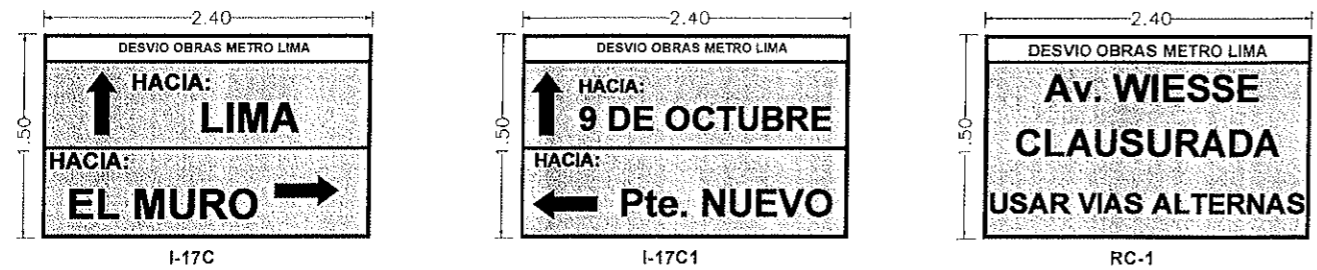 2.40
1.50
DESVIO OBRAS METRO LIMA
HACIA:
LIMA
HACIA:
EL MURO
I-17C
2.40
1.50
DESVIO OBRAS METRO LIMA
HACIA:
9 DE OCTUBRE
HACIA:
Pte. NUEVO
I-17C1
2.40
1.50
DESVIO OBRAS METRO LIMA
Av. WIESSE
CLAUSURADA
USAR VIAS ALTERNAS
RC-1